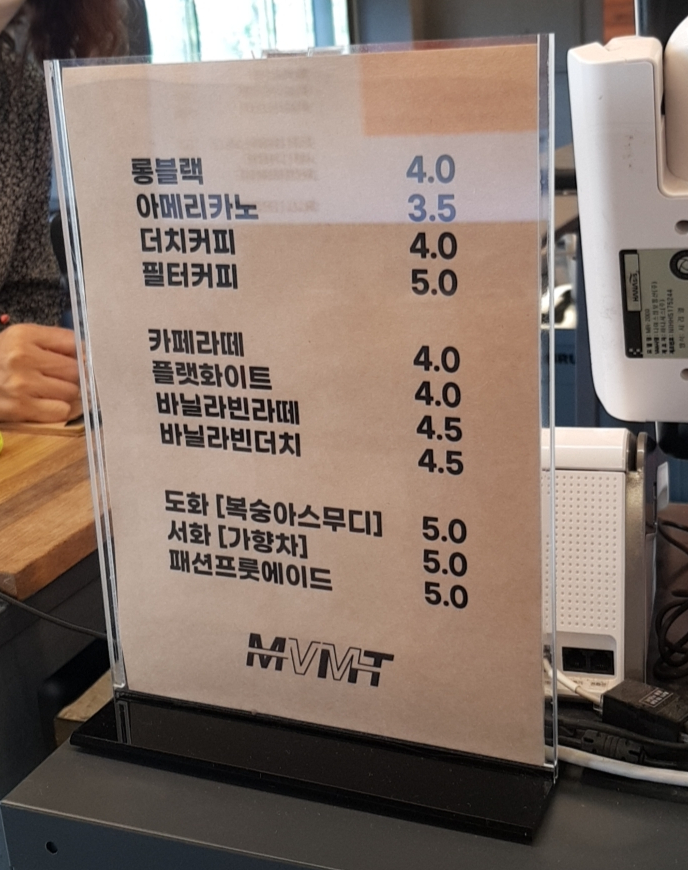 롱블랙 4.0
아메리카노 3.5
더치커피 4.0
필터커피 5.0
카페라떼 4.0
플랫화이트 4.0
바닐라빈라떼 4.5
바닐라빈더치 4.5
도화 [복숭아스무디] 5.0
서화 [가향차] 5.0
패션프룻에이드 5.0
MVMT